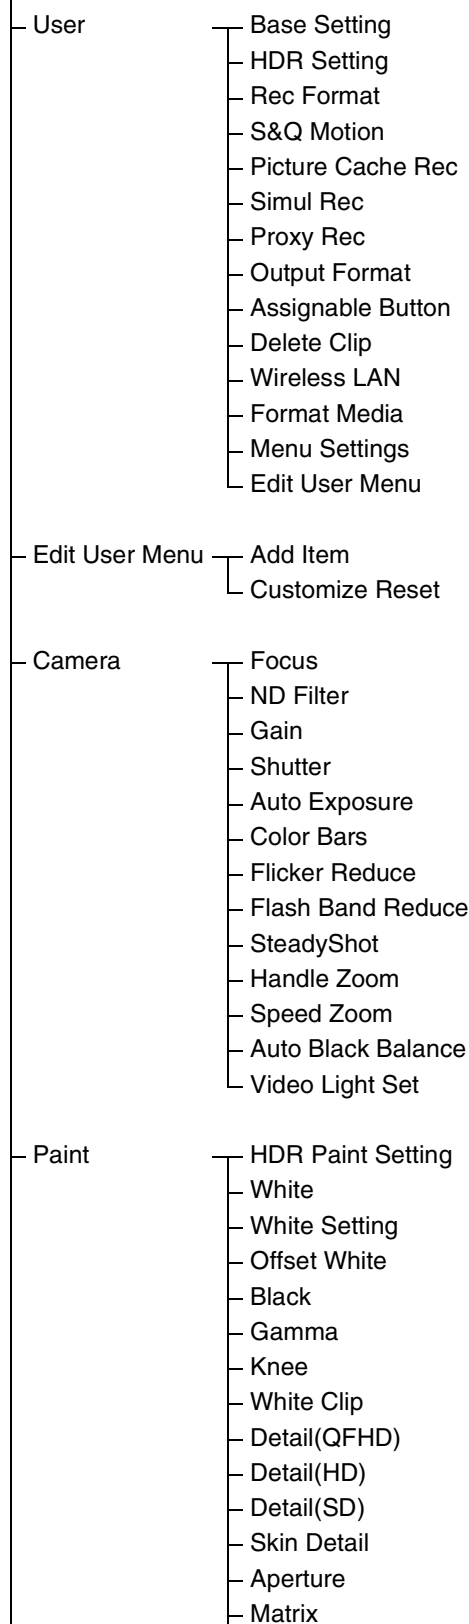 User Base Setting
HDR Setting
Rec Format
S&Q Motion
Picture Cache Rec
Simul Rec
Proxy Rec
Output Format
Assignable Button
Delete Clip
Wireless LAN
Format Media
Menu Settings
Edit User Menu
Edit User Menu Add Item
Customize Reset
Camera Focus
ND Filter
Gain
Shutter
Auto Exposure
Color Bars
Flicker Reduce
Flash Band Reduce
SteadyShot
Handle Zoom
Speed Zoom
Auto Black Balance
Video Light Set
Paint HDR Paint Setting
White
White Setting
Offset White
Black
Gamma
Knee
White Clip
Detail(QFHD)
Detail(HD)
Detail(SD)
Skin Detail
Aperture
Matrix